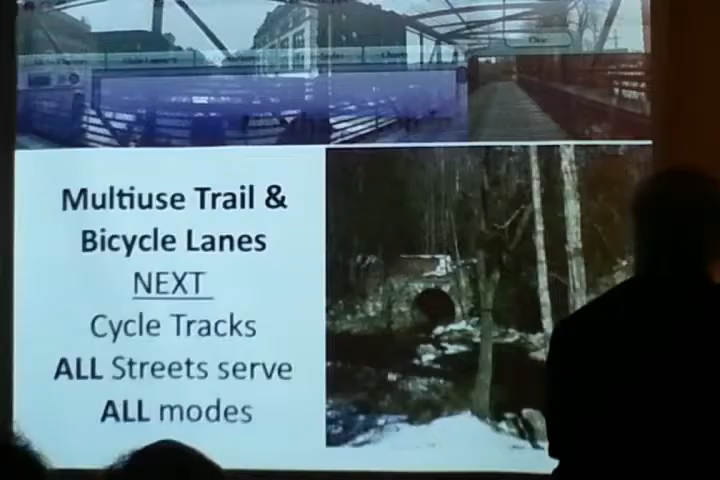 Multiuse Trail &
Bicycle Lanes
NEXT
Cycle Tracks
ALL Streets serve
ALL modes